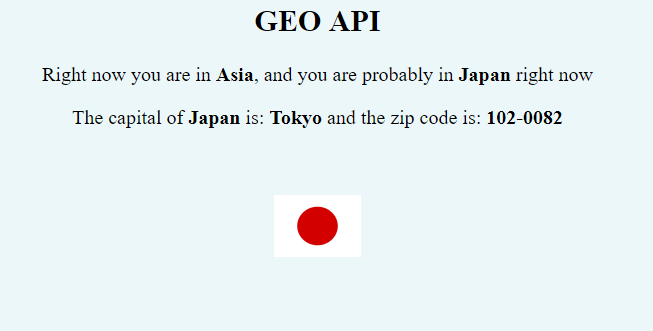 GEO API
Right now you are in Asia, and you are probably in Japan right now
The capital of Japan is: Tokyo and the zip code is: 102-0082